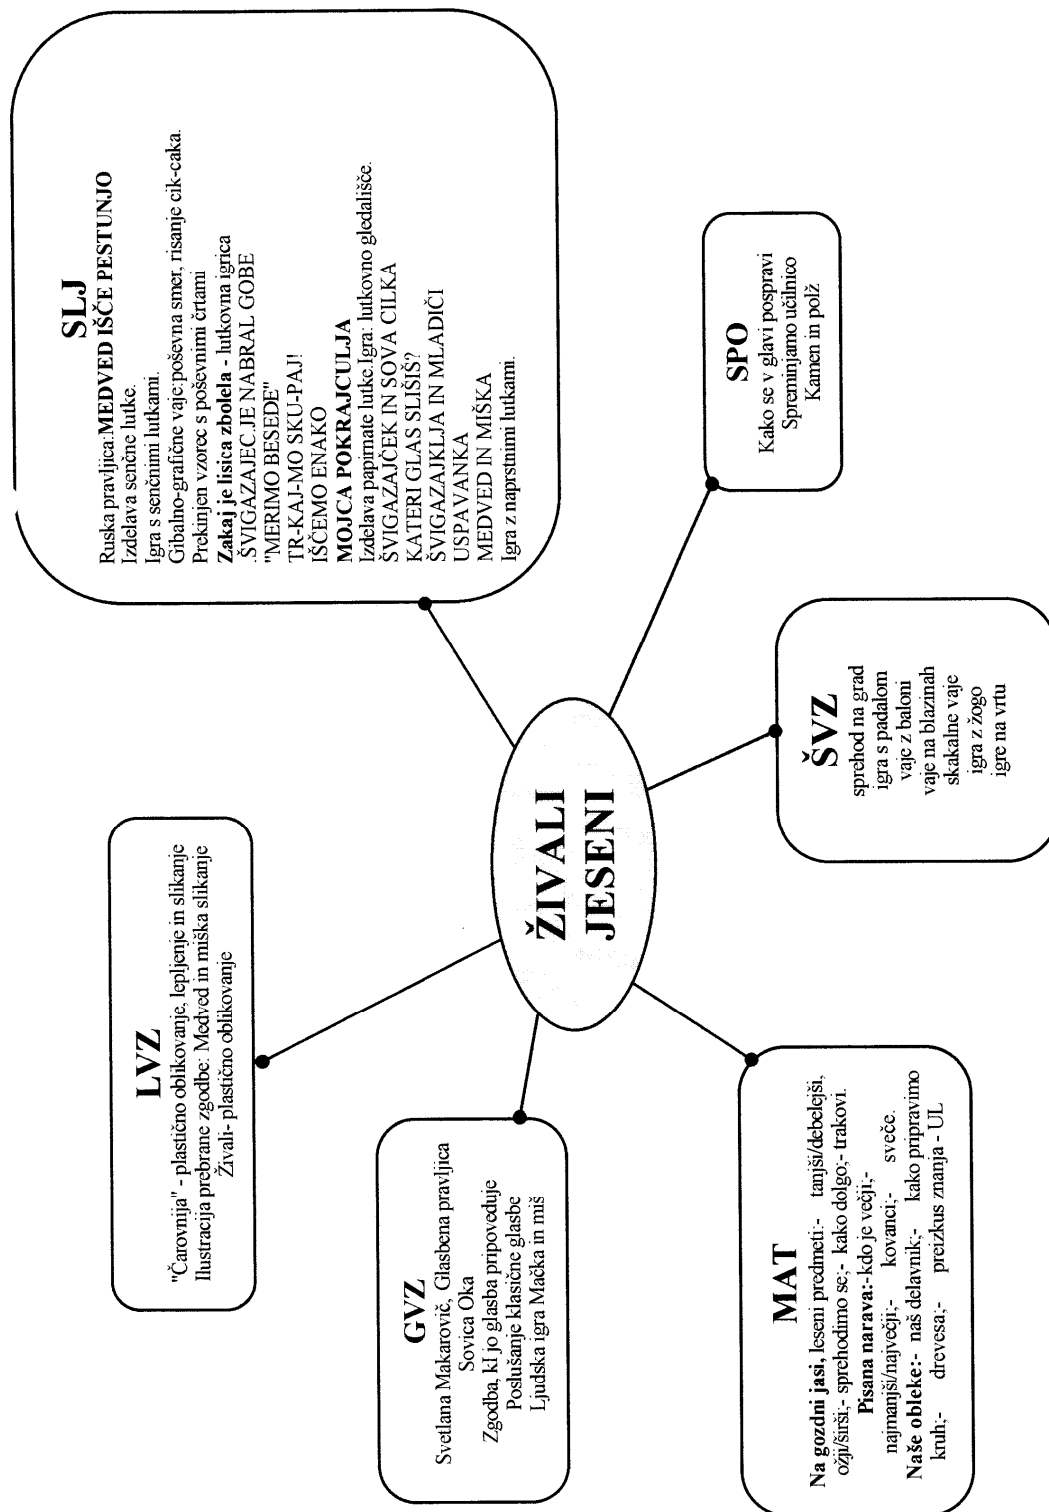 LVZ
"Čarovnija" - plastično oblikovanje, lepljenje in slikanje
Ilustracija prebrane zgodbe: Medved in miška slikanje
Živali- plastično oblikovanje
SLJ
Ruska pravljica:MEDVED IŠČE PESTUNJO
Izdelava senčne lutke.
Igra s senčnimi lutkami.
Gibalno-grafične vaje:poševna smer, risanje cik-caka.
Prekinjen vzorec s poševnimi črtami
Zakaj je lisica zbolela - lutkovna igrica
.ŠVIGAZAJEC.JE NABRAL GOBE
"MERIMO BESEDE"
TR-KAJ-MO SKU-PAJ!
IŠČEMO ENAKO
MOJCA POKRAJCULJA
Izdelava papirnate lutke.Igra: lutkovno gledališče.
ŠVIGAZAJČEK IN SOVA CILKA
KATERI GLAS SLIŠIŠ?
ŠVIGAZAJKLJA IN MLADIČI
USPAVANKA
MEDVED IN MIŠKA
Igra z naprstnimi lutkami.
GVZ
Svetlana Makarovič, Glasbena pravljica
Sovica Oka
Zgodba, kI jo glasba pripoveduje
Poslušanje klasične glasbe
Ljudska igra Mačka in miš
ŽIVALI
JESENI
SPO
Kako se v glavi pospravi
Spreminjamo učilnico
Kamen in polž
MAT
Na gozdni jasi, leseni predmeti:- tanjši/debelejši,
ožji/širši;- sprehodimo se;- kako dolgo;- trakovi.
Pisana narava:-kdo je večji;-
najmanjši/največji;- kovanci;- sveče.
Naše obleke:- naš delavnik;- kako pripravimo
kruh;- drevesa;- preizkus znanja - UL
ŠVZ
sprehod na grad
igra s padalom
vaje z baloni
vaje na blazinah
skakalne vaje
igra z žogo
igre na vrtu